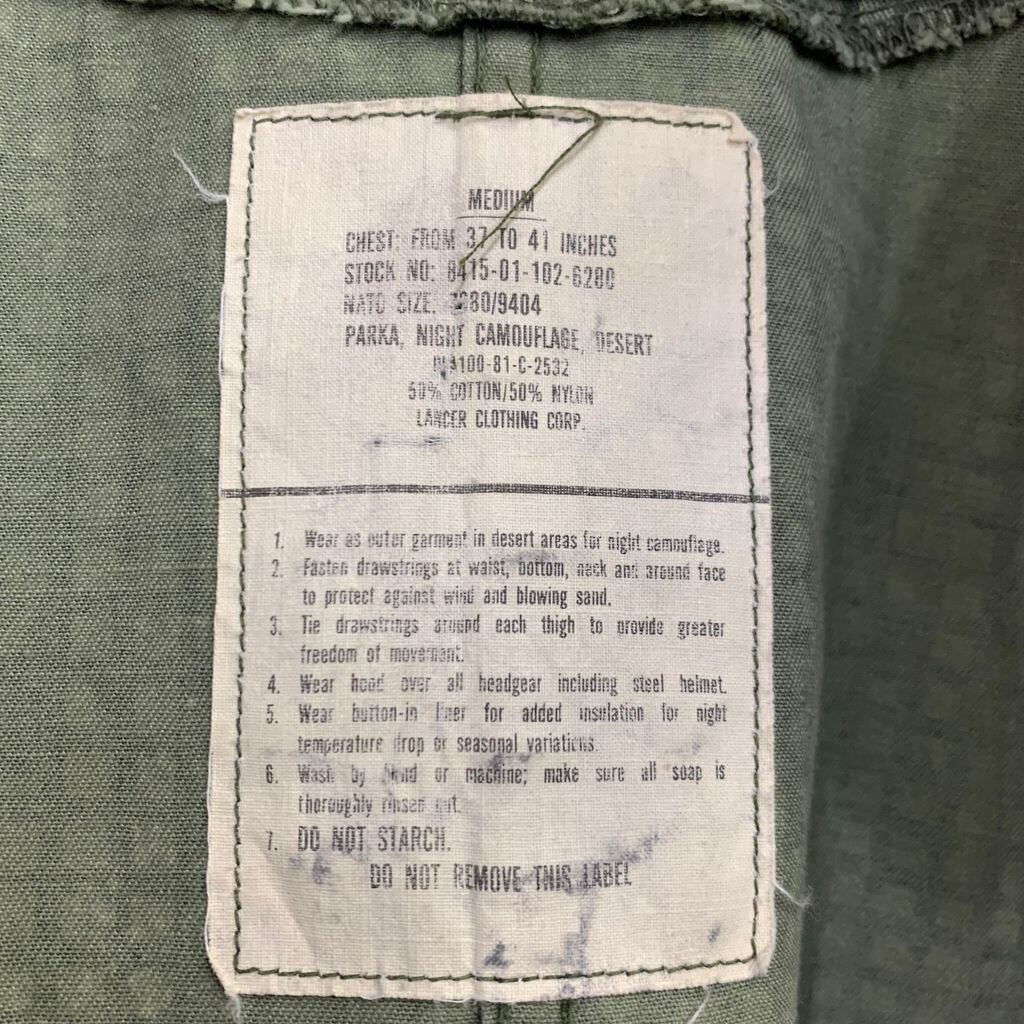 MEDIUM
CHEST: FROM 37 TO 41 INCHES
STOCK NO: 8415-01-102-6280
NATO SIZE. 80/9404
PARKA, NIGHT CAMOUFLAGE, DESERT
100-81-C-2532
50% COTTON/50% NYLON
LANCER CLOTHING CORP.
1. Wear as outer garment in desert areas for night camouflage.
2. Fasten drawstrings at waist, bottom, neck and around face
to protect against wind and blowing sand.
3. Tie drawstrings around each thigh to provide greater
freedom of movement.
4. Wear hood over all headgear including steel helmet.
5. Wear button-in liner for added insulation for night
temperature drop or seasonal variations.
6. Wash by hand or machine; make sure all soap is
thoroughly rinsed out.
7. DO NOT STARCH.
DO NOT REMOVE THIS LABEL